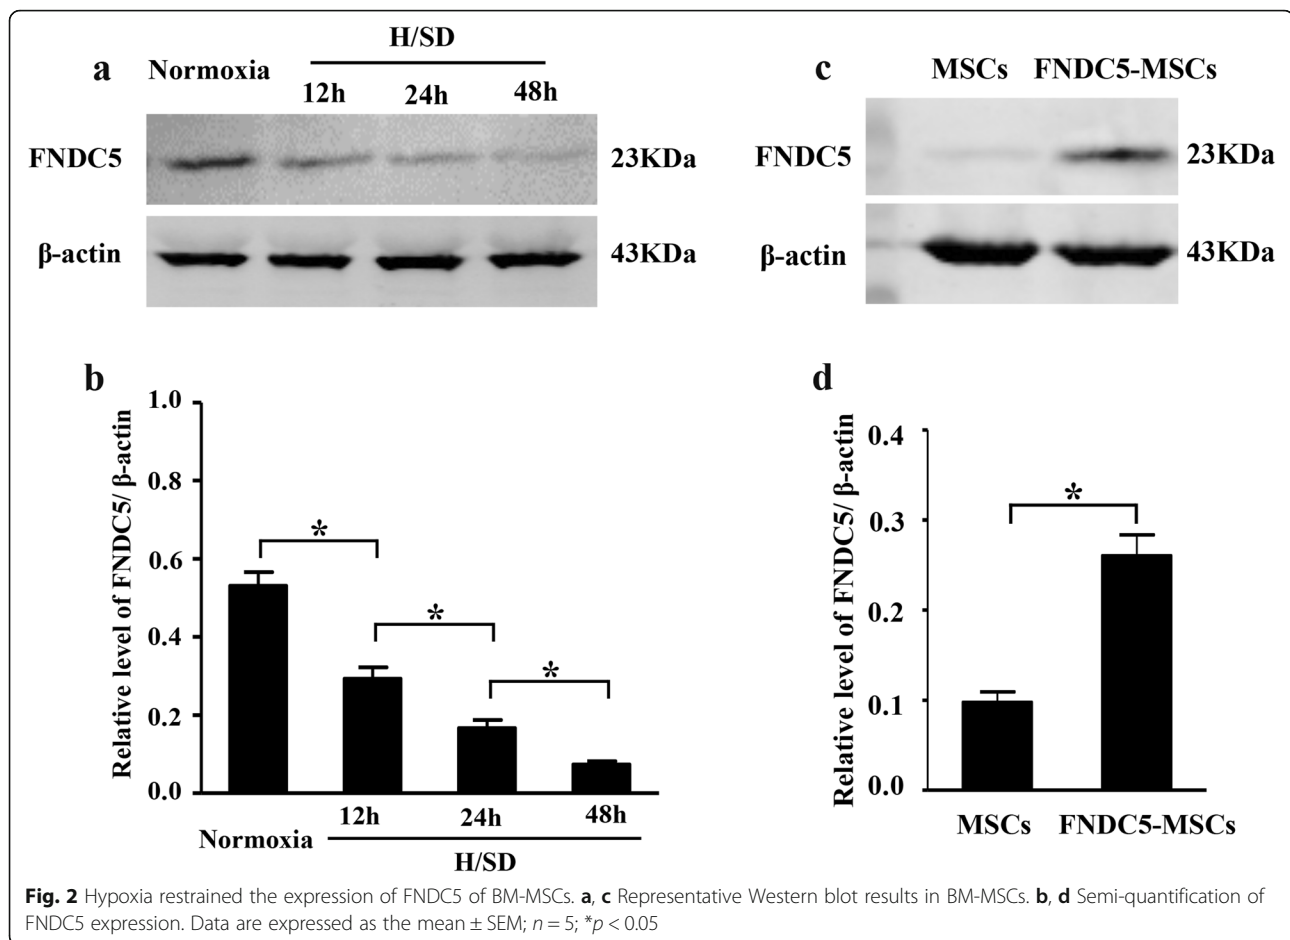 a
H/SD
Normoxia
12h 24h 48h
FNDC5 23KDa
β-actin 43KDa
c
MSCs FNDC5-MSCs
FNDC5 23KDa
β-actin 43KDa
b
Relative level of FNDC5/ β-actin
1.0
0.8
0.6
0.4
0.2
0.0
* * *
Normoxia 12h 24h 48h
H/SD
d
Relative level of FNDC5/ β-actin
0.4
0.3
0.2
0.1
0.0
*
MSCs FNDC5-MSCs
Fig. 2 Hypoxia restrained the expression of FNDC5 of BM-MSCs. a, c Representative Western blot results in BM-MSCs. b, d Semi-quantification of
FNDC5 expression. Data are expressed as the mean ± SEM; n = 5; *p < 0.05